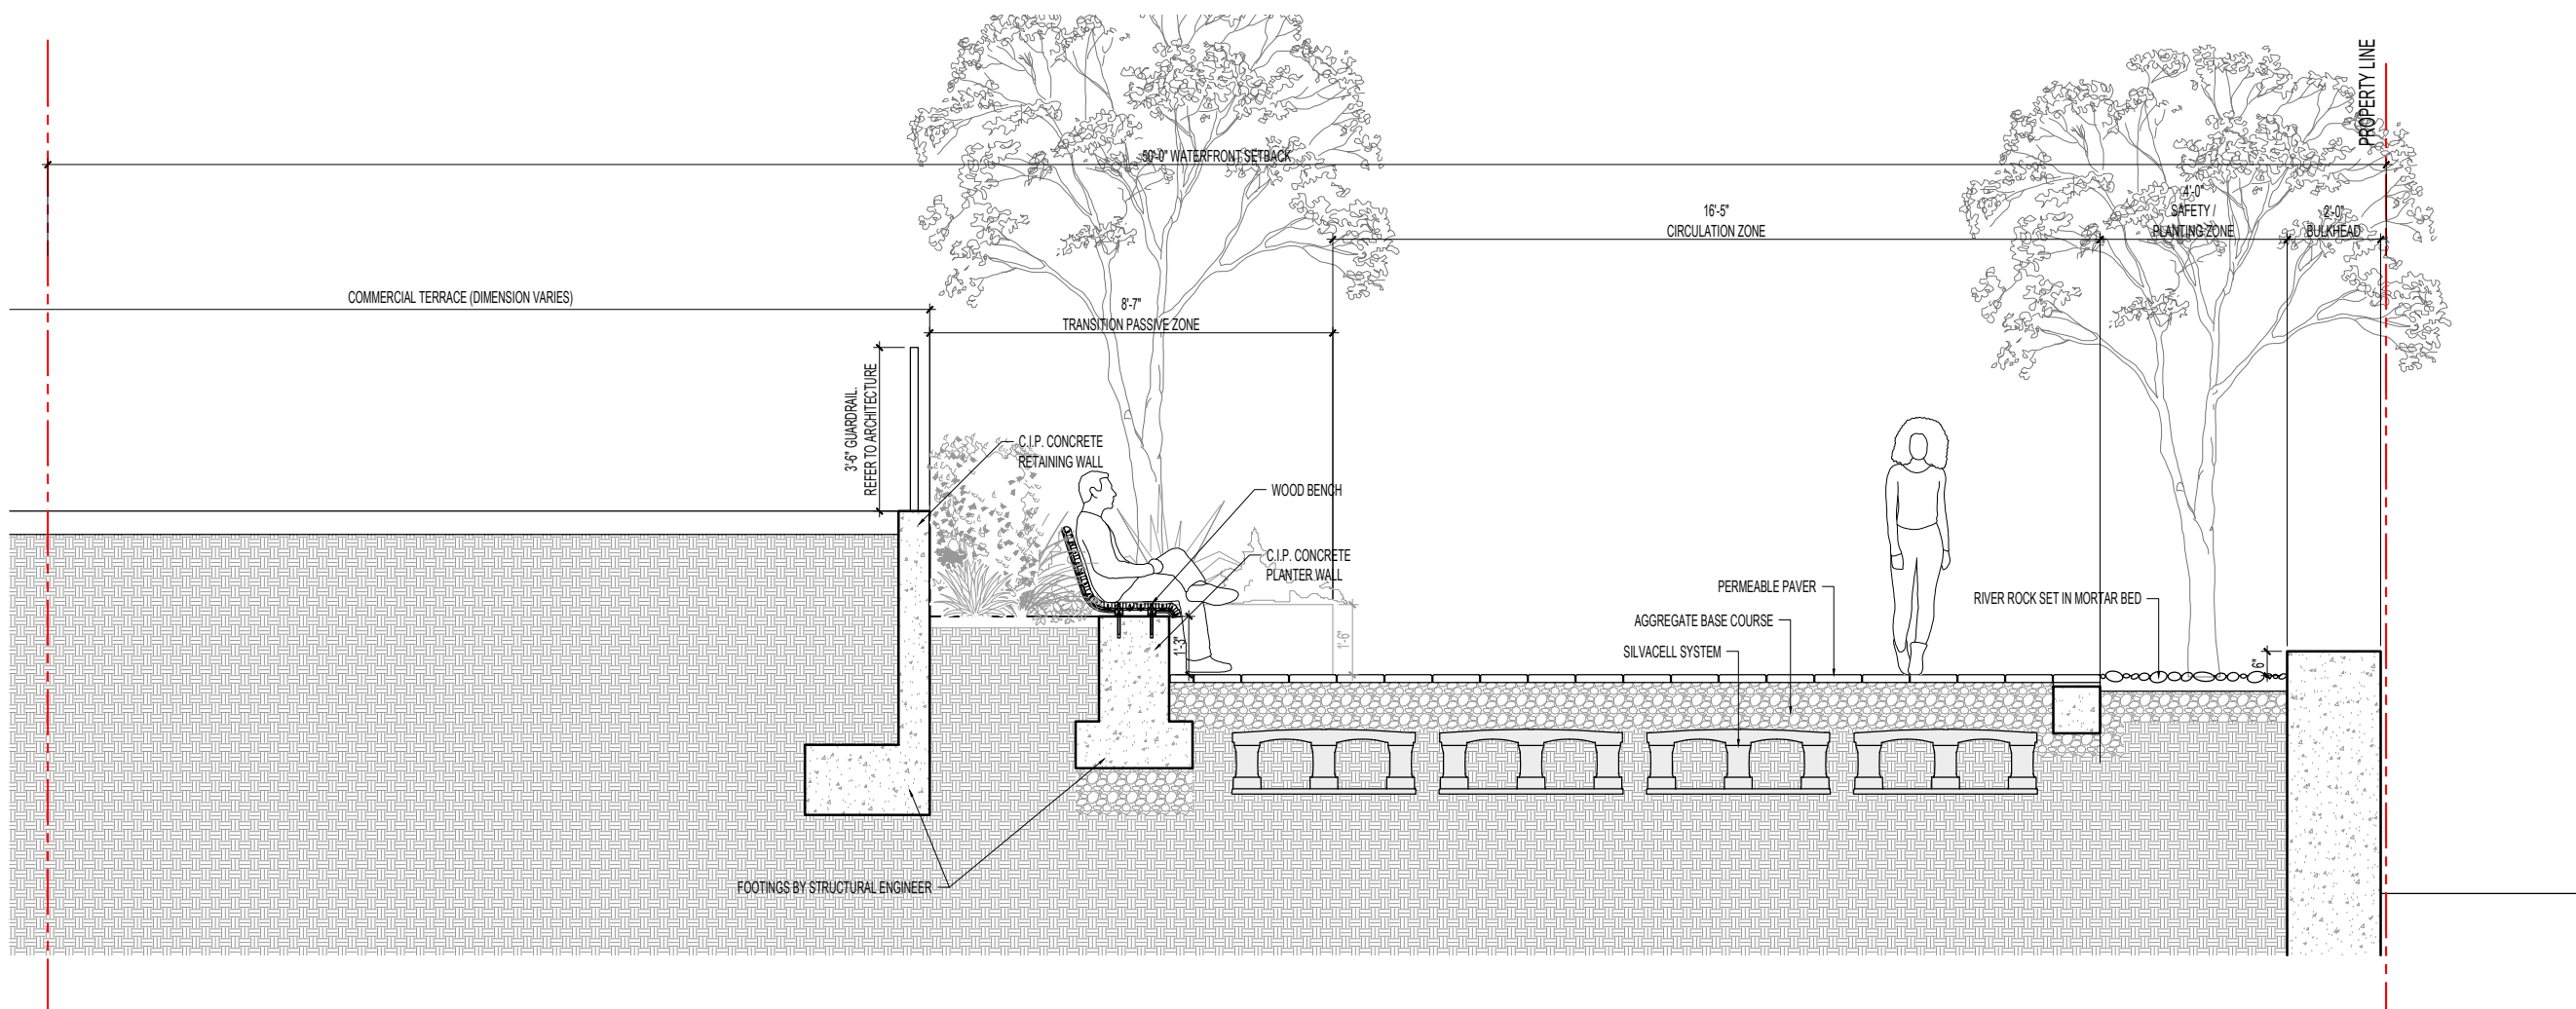 PROPERTY LINE
50'-0" WATERFRONT SETBACK
16'-5"
CIRCULATION ZONE
4'-0"
SAFETY /
PLANTING ZONE
2'-0"
BULKHEAD
COMMERCIAL TERRACE (DIMENSION VARIES)
8'-7"
TRANSITION PASSIVE ZONE
3'-6" GUARDRAIL.
REFER TO ARCHITECTURE
C.I.P. CONCRETE
RETAINING WALL
WOOD BENCH
C.I.P. CONCRETE
PLANTER WALL
PERMEABLE PAVER
RIVER ROCK SET IN MORTAR BED
AGGREGATE BASE COURSE
SILVACELL SYSTEM
1'-3"
1'-6"
6"
FOOTINGS BY STRUCTURAL ENGINEER